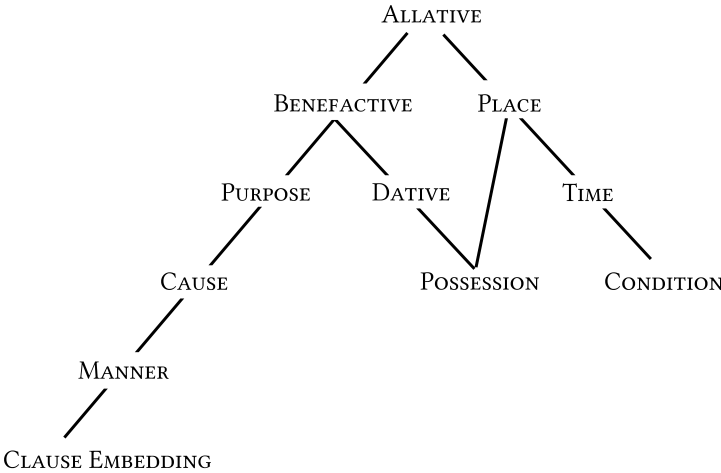 Allative
Benefactive Place
Purpose Dative Time
Cause Possession Condition
Manner
Clause Embedding